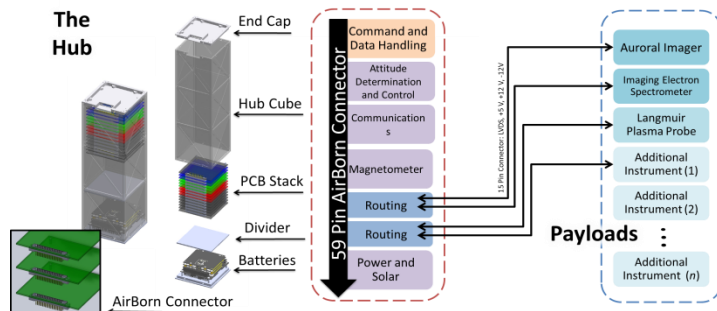 The
Hub
End Cap
Hub Cube
PCB Stack
Divider
Batteries
AirBorn Connector
59 Pin AirBorn Connector
Command and
Data Handling
Attitude
Determination
and Control
Communication
s
Magnetometer
Routing
Routing
Power and
Solar
15 Pin Connector: LVDS, +5 V, +12 V, -12V
Auroral Imager
Imaging Electron
Spectrometer
Langmuir
Plasma Probe
Additional
Instrument (1)
Additional
Instrument (2)
Payloads
Additional
Instrument (n)